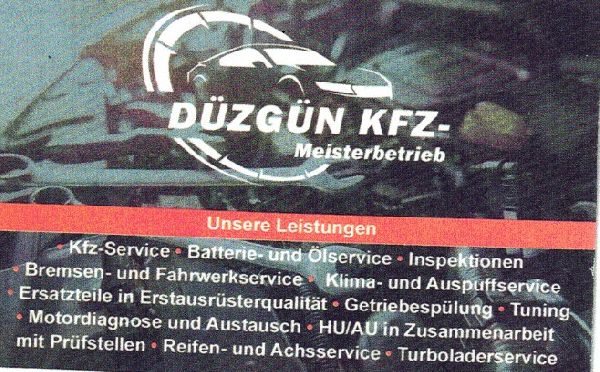 DÜZGÜN KFZ-
Meisterbetrieb
Unsere Leistungen
• Kfz-Service • Batterie- und Ölservice • Inspektionen
• Bremsen- und Fahrwerkservice • Klima- und Auspuffservice
• Ersatzteile in Erstausrüsterqualität • Getriebespülung • Tuning
• Motordiagnose und Austausch • HU/AU in Zusammenarbeit
mit Prüfstellen • Reifen- und Achsservice • Turboladerservice